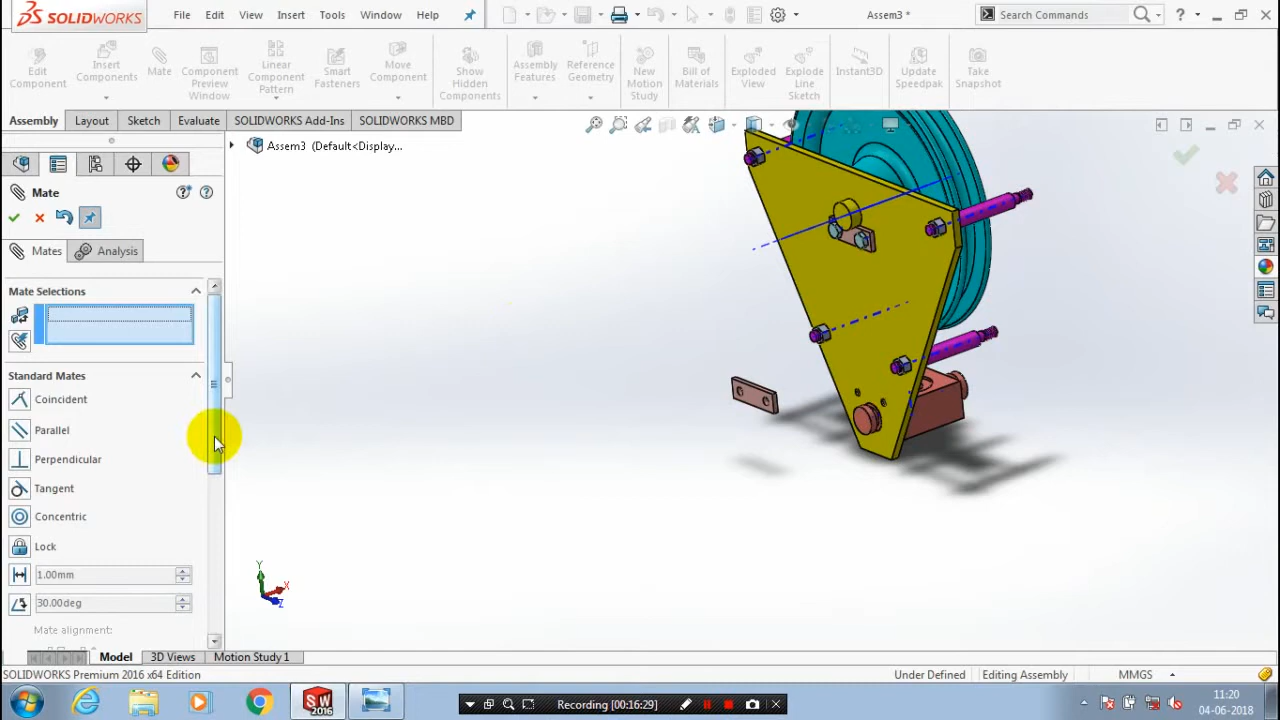 SOLIDWORKS File Edit View Insert Tools Window Help Assem3 * Search Commands ?
Edit Component
Insert Components
Mate
Component Preview Window
Linear Component Pattern
Smart Fasteners
Move Component
Show Hidden Components
Assembly Features
Reference Geometry
New Motion Study
Bill of Materials
Exploded View
Explode Line Sketch
Instant3D
Update Speedpak
Take Snapshot
Assembly Layout Sketch Evaluate SOLIDWORKS Add-Ins SOLIDWORKS MBD
Assem3 (Default<Display...
Mate
Mates Analysis
Mate Selections
Standard Mates
Coincident
Parallel
Perpendicular
Tangent
Concentric
Lock
1.00mm
30.00deg
Mate alignment:
Y
X
Z
Model 3D Views Motion Study 1
SOLIDWORKS Premium 2016 x64 Edition Under Defined Editing Assembly MMGS
SW 2016
Recording [00:16:29]
11:20
04-06-2018